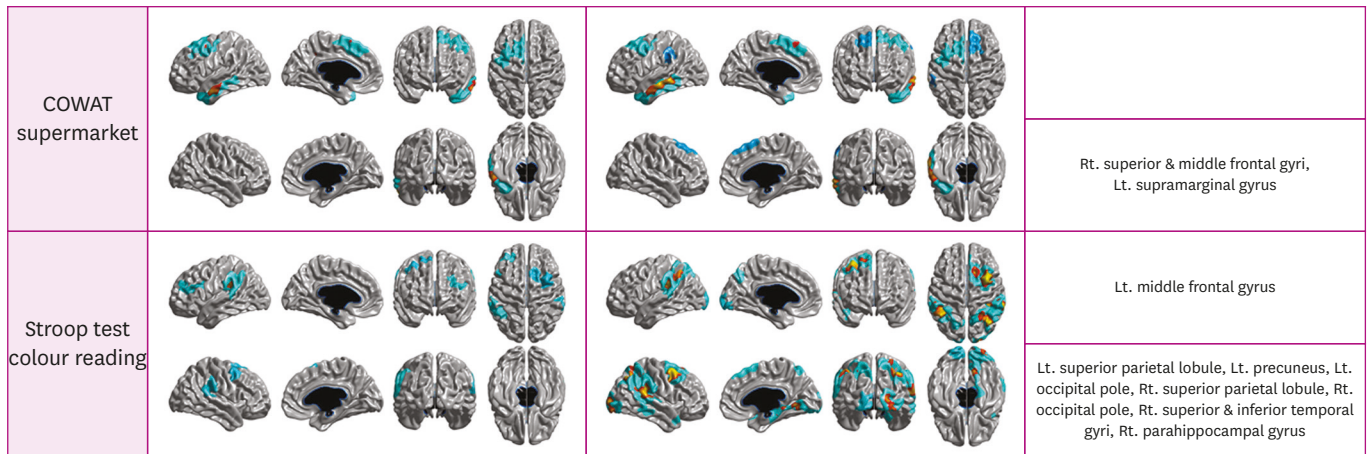 COWAT
supermarket
Rt. superior & middle frontal gyri,
Lt. supramarginal gyrus
Stroop test
colour reading
Lt. middle frontal gyrus
Lt. superior parietal lobule, Lt. precuneus, Lt.
occipital pole, Rt. superior parietal lobule, Rt.
occipital pole, Rt. superior & inferior temporal
gyri, Rt. parahippocampal gyrus